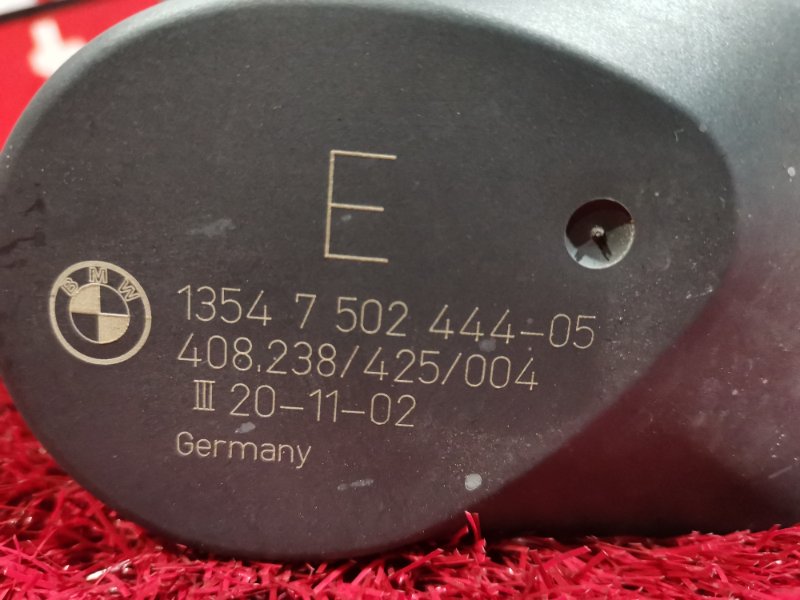 E
BMW
1354 7 502 444-05
408.238/425/004
III 20-11-02
Germany